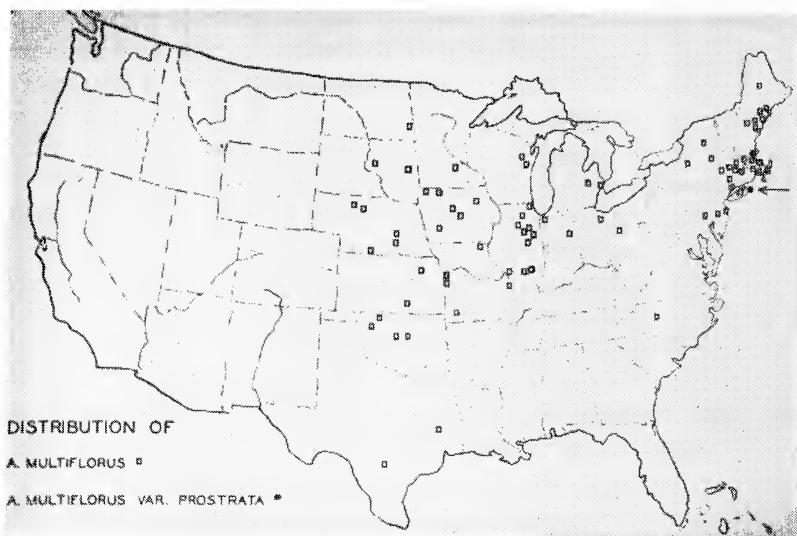 DISTRIBUTION OF
A. MULTIFLORUS
A. MULTIFLORUS VAR. PROSTRATA *